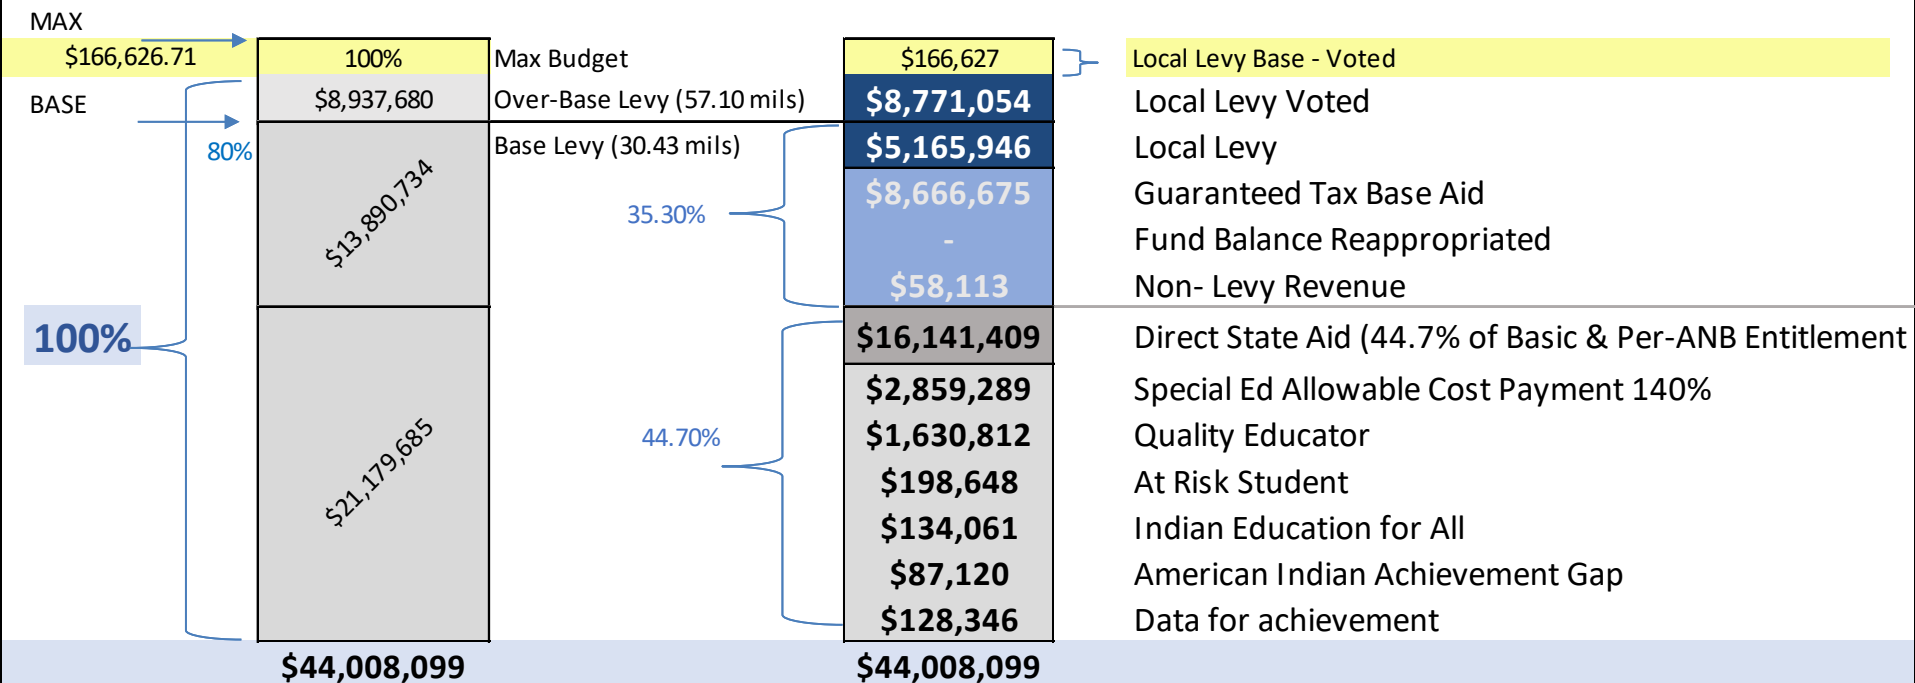 MAX
$166,626.71 100% Max Budget $166,627 Local Levy Base - Voted
BASE $8,937,680 Over-Base Levy (57.10 mils) $8,771,054 Local Levy Voted
80% Base Levy (30.43 mils) $5,165,946 Local Levy
$13,890,734 35.30% $8,666,675 Guaranteed Tax Base Aid
- Fund Balance Reappropriated
$58,113 Non- Levy Revenue
100% $16,141,409 Direct State Aid (44.7% of Basic & Per-ANB Entitlement
$2,859,289 Special Ed Allowable Cost Payment 140%
$21,179,685 44.70% $1,630,812 Quality Educator
$198,648 At Risk Student
$134,061 Indian Education for All
$87,120 American Indian Achievement Gap
$128,346 Data for achievement
$44,008,099 $44,008,099